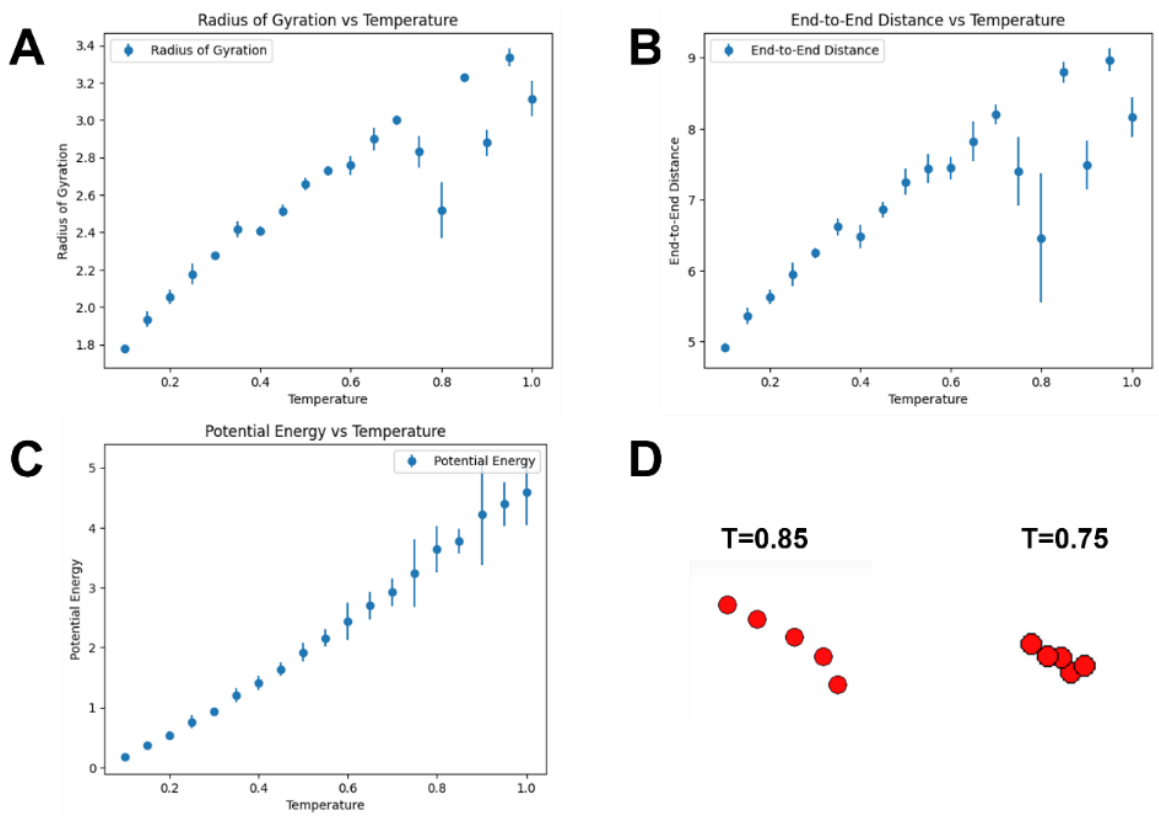 A
Radius of Gyration vs Temperature
Radius of Gyration
3.4
3.2
3.0
2.8
2.6
2.4
2.2
2.0
1.8
Radius of Gyration
0.2 0.4 0.6 0.8 1.0
Temperature
B
End-to-End Distance vs Temperature
End-to-End Distance
9
8
7
6
5
End-to-End Distance
0.2 0.4 0.6 0.8 1.0
Temperature
C
Potential Energy vs Temperature
Potential Energy
5
4
3
2
1
0
Potential Energy
0.2 0.4 0.6 0.8 1.0
Temperature
D
T=0.85 T=0.75